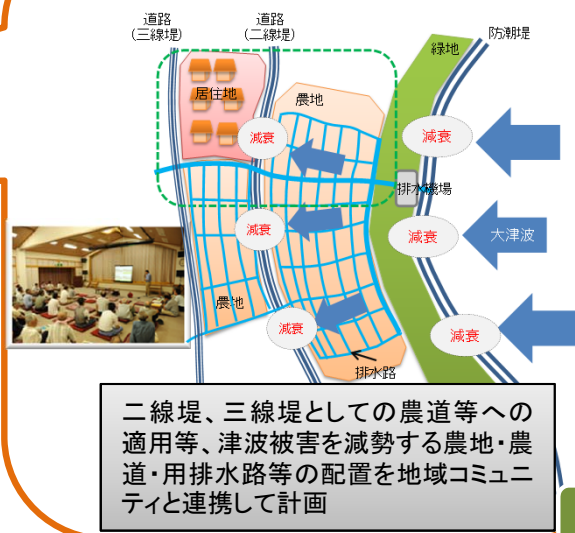 道路
(三線堤)
道路
(二線堤)
防潮堤
緑地
居住地
農地
減衰
減衰
排水機場
減衰
減衰
大津波
農地
減衰
減衰
排水路
二線堤、三線堤としての農道等への
適用等、津波被害を減勢する農地・農
道・用排水路等の配置を地域コミュニ
ティと連携して計画